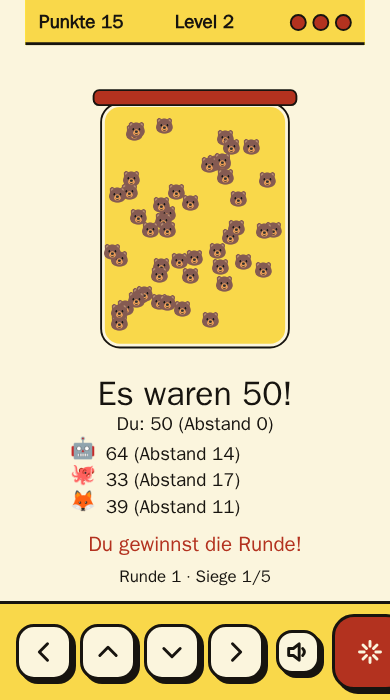 Punkte 15 Level 2
Es waren 50!
Du: 50 (Abstand 0)
64 (Abstand 14)
33 (Abstand 17)
39 (Abstand 11)
Du gewinnst die Runde!
Runde 1 · Siege 1/5